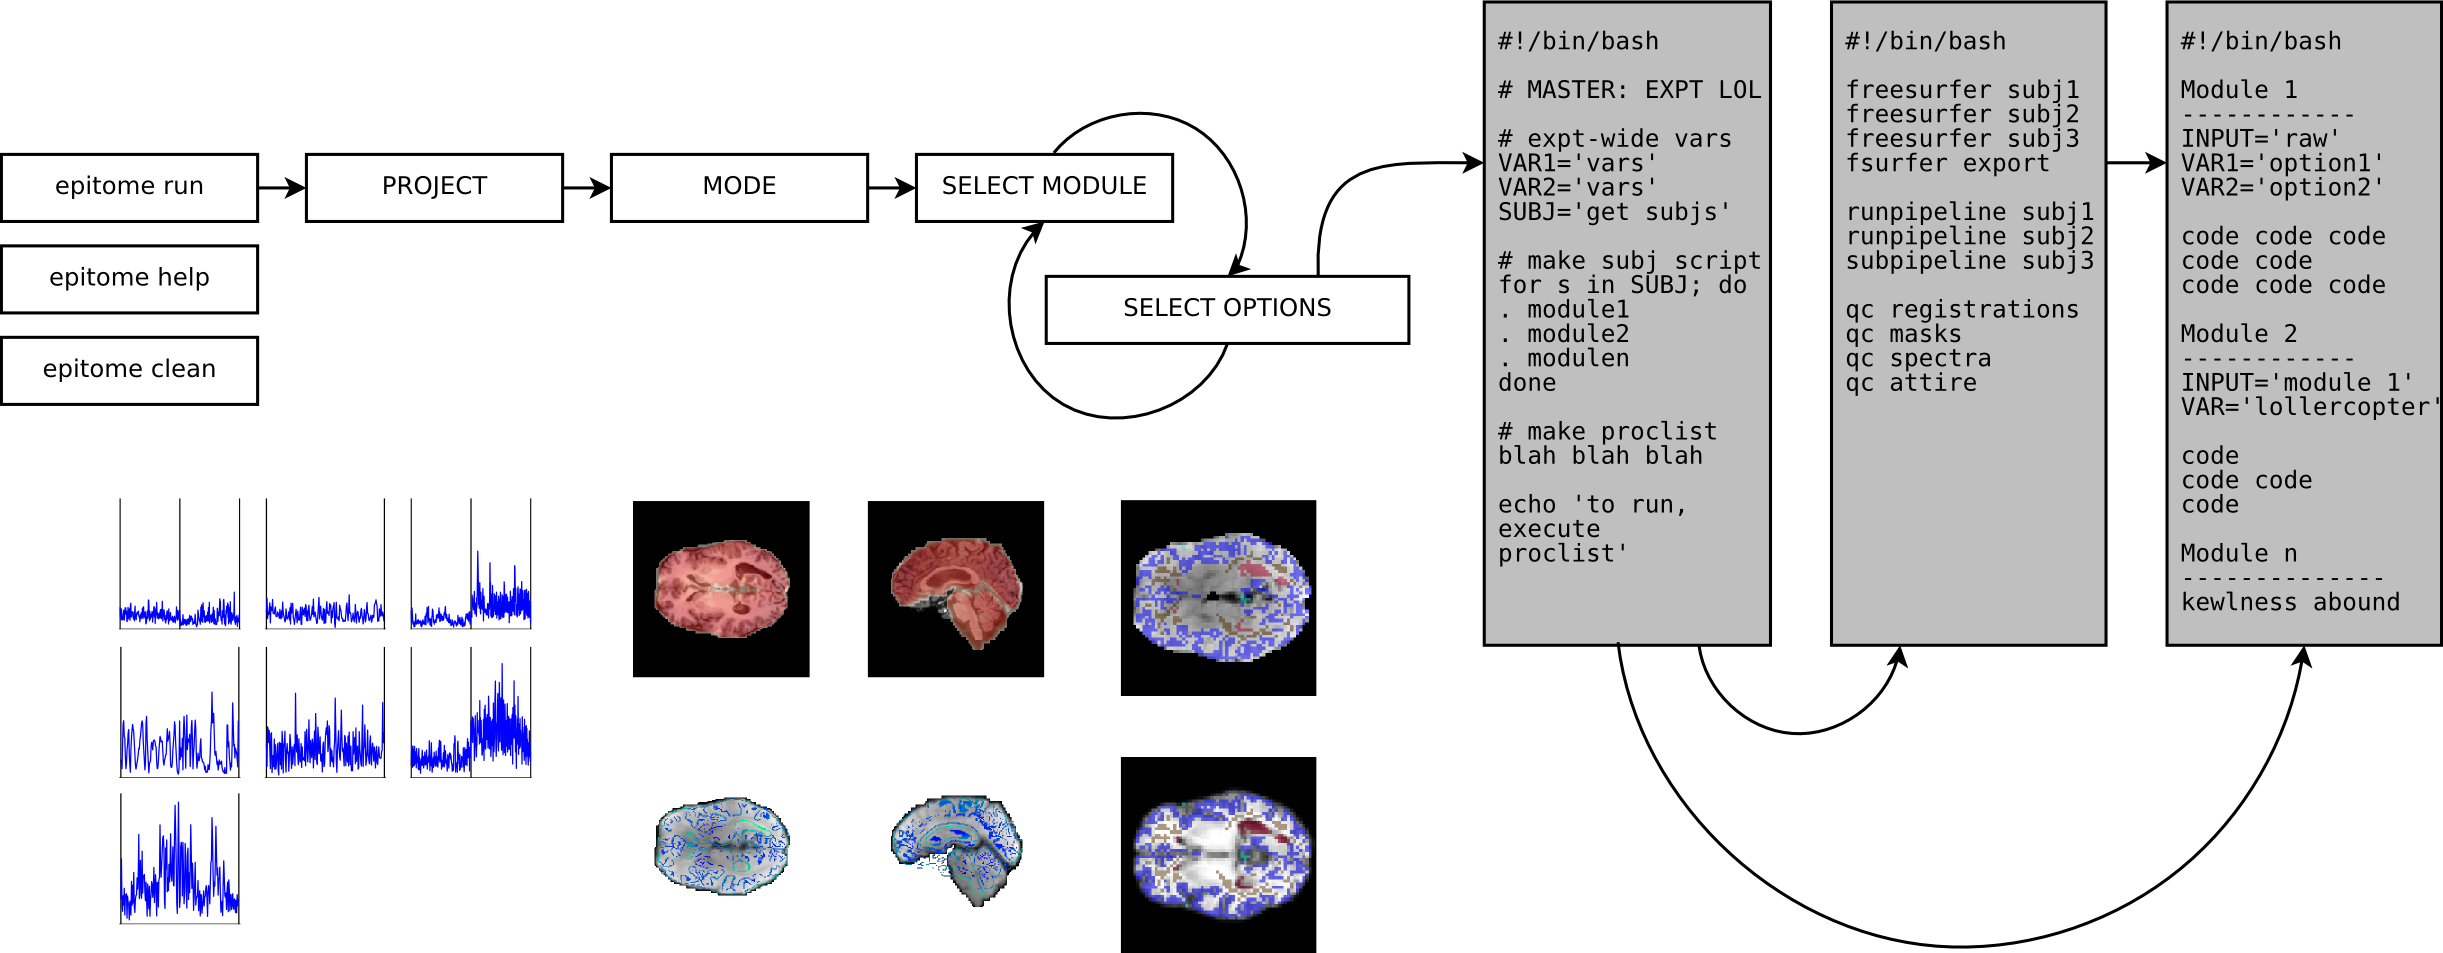 epitome run
PROJECT
MODE
SELECT MODULE
epitome help
SELECT OPTIONS
epitome clean
#!/bin/bash
# MASTER: EXPT LOL
# expt-wide vars
VAR1='vars'
VAR2='vars'
SUBJ='get subjs'
# make subj script
for s in SUBJ; do
. module1
. module2
. modulen
done
# make proclist
blah blah blah
echo 'to run,
execute
proclist'
#!/bin/bash
freesurfer subj1
freesurfer subj2
freesurfer subj3
fsurfer export
runpipeline subj1
runpipeline subj2
subpipeline subj3
qc registrations
qc masks
qc spectra
qc attire
#!/bin/bash
Module 1
------------
INPUT='raw'
VAR1='option1'
VAR2='option2'
code code code
code code
code code code
Module 2
------------
INPUT='module 1'
VAR='lollercopter'
code
code code
code
Module n
--------------
kewlness abound